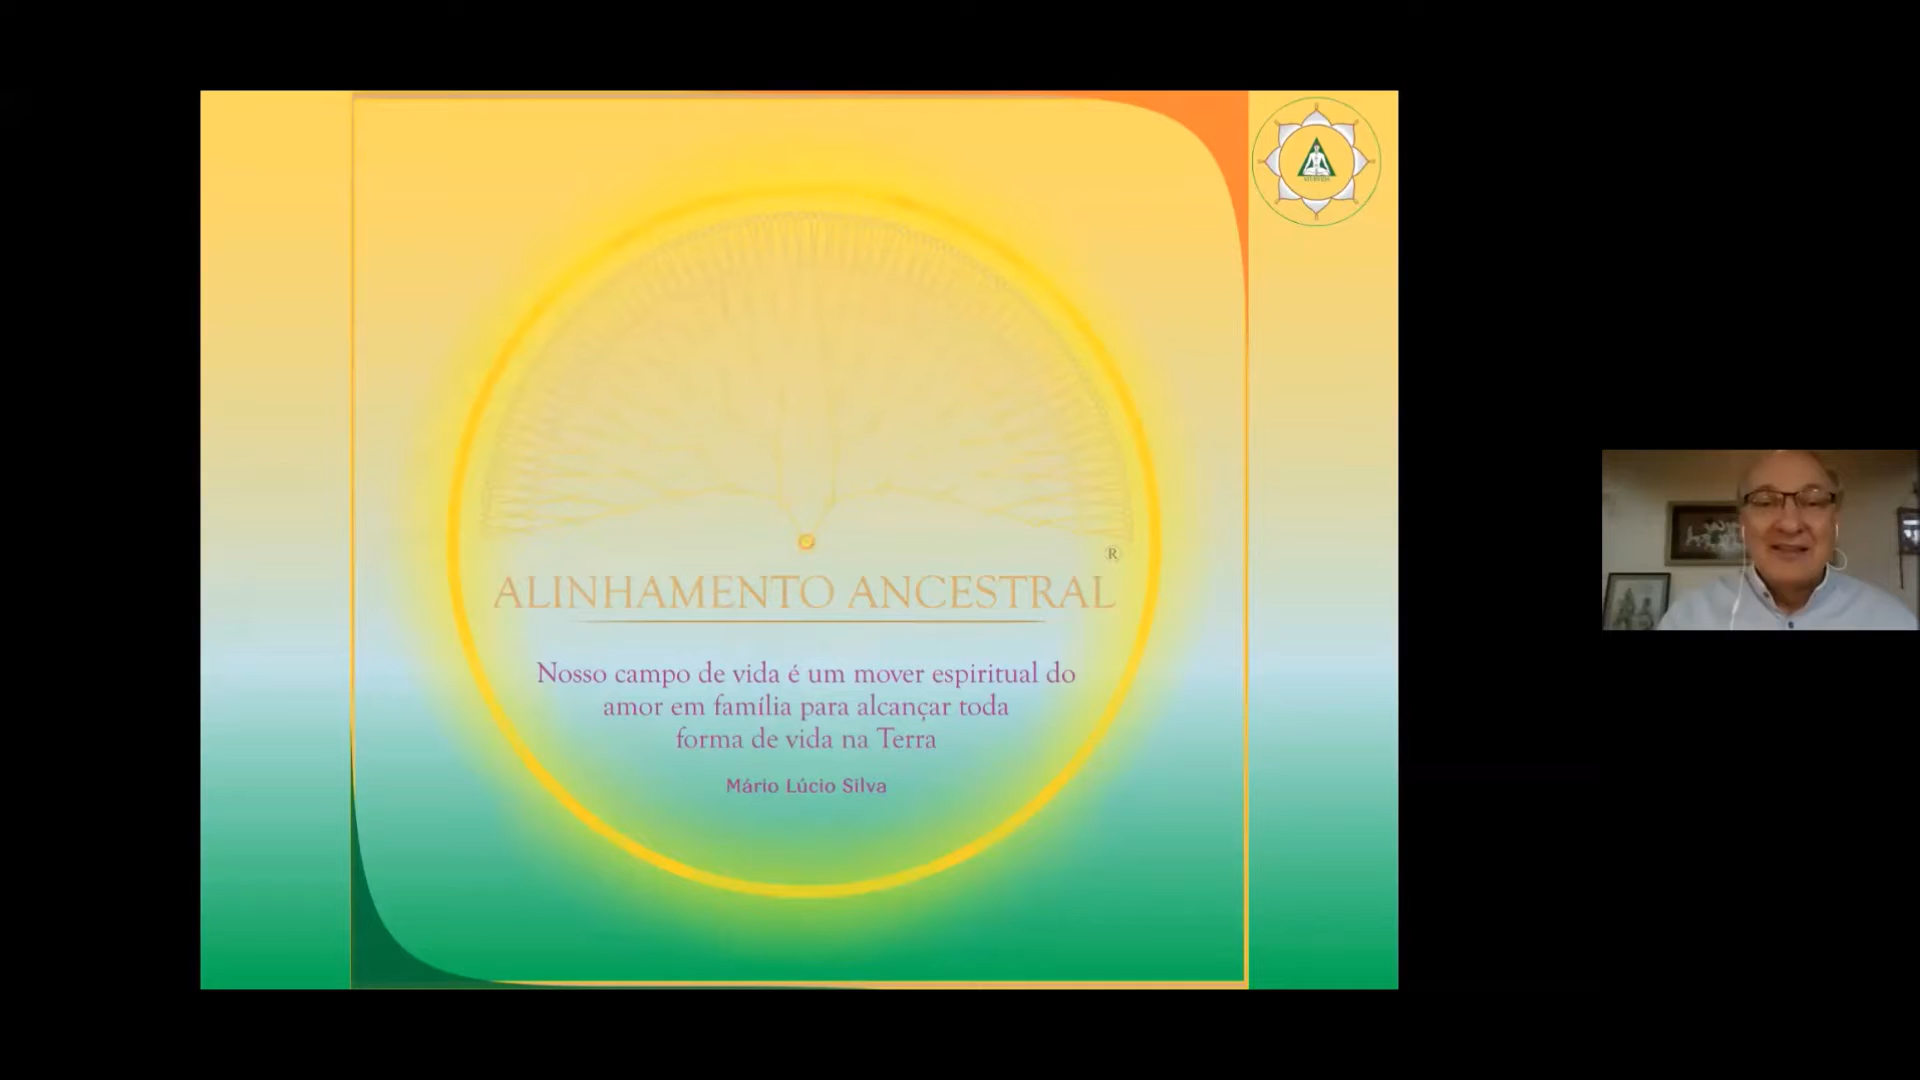 ®
ALINHAMENTO ANCESTRAL
Nosso campo de vida é um mover espiritual do
amor em família para alcançar toda
forma de vida na Terra
Mário Lúcio Silva